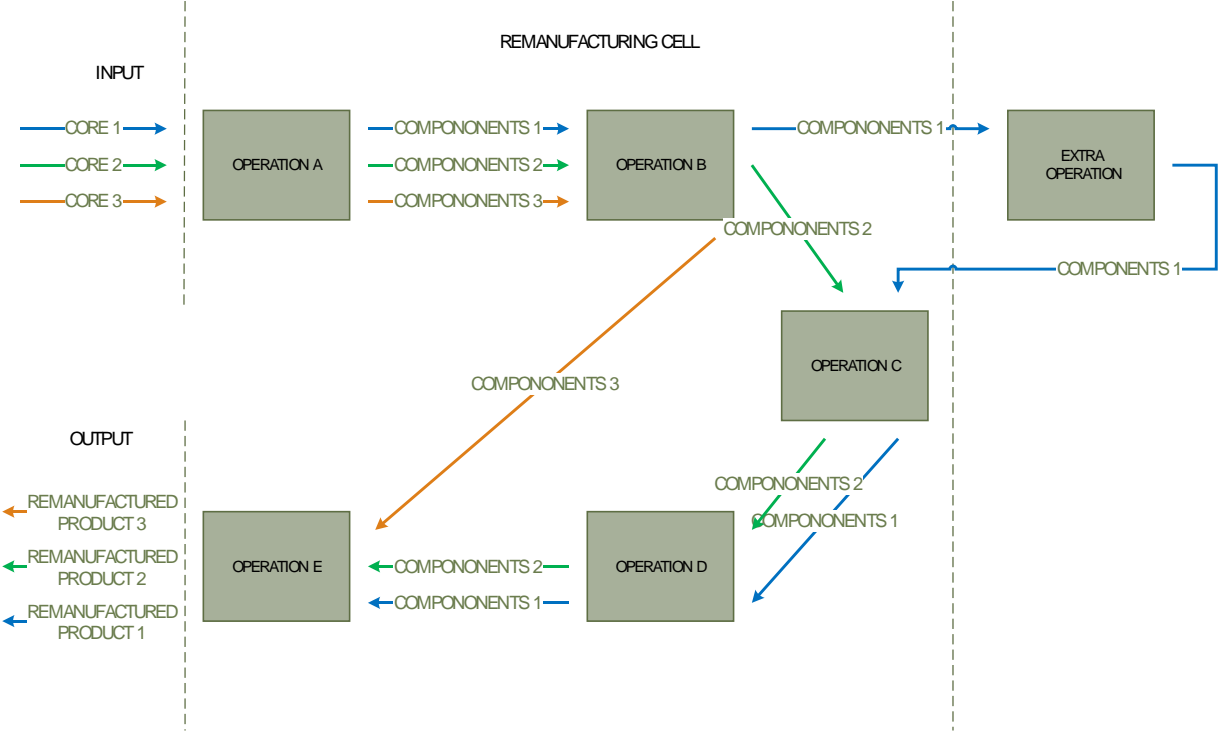 REMANUFACTURING CELL
INPUT
CORE 1
CORE 2
CORE 3
OPERATION A
COMPONONENTS 1
COMPONONENTS 2
COMPONONENTS 3
OPERATION B
COMPONONENTS 1
EXTRA
OPERATION
COMPONONENTS 2
COMPONENTS 1
OPERATION C
COMPONONENTS 3
OUTPUT
COMPONONENTS 2
COMPONONENTS 1
REMANUFACTURED
PRODUCT 3
REMANUFACTURED
PRODUCT 2
REMANUFACTURED
PRODUCT 1
OPERATION E
COMPONONENTS 2
COMPONONENTS 1
OPERATION D